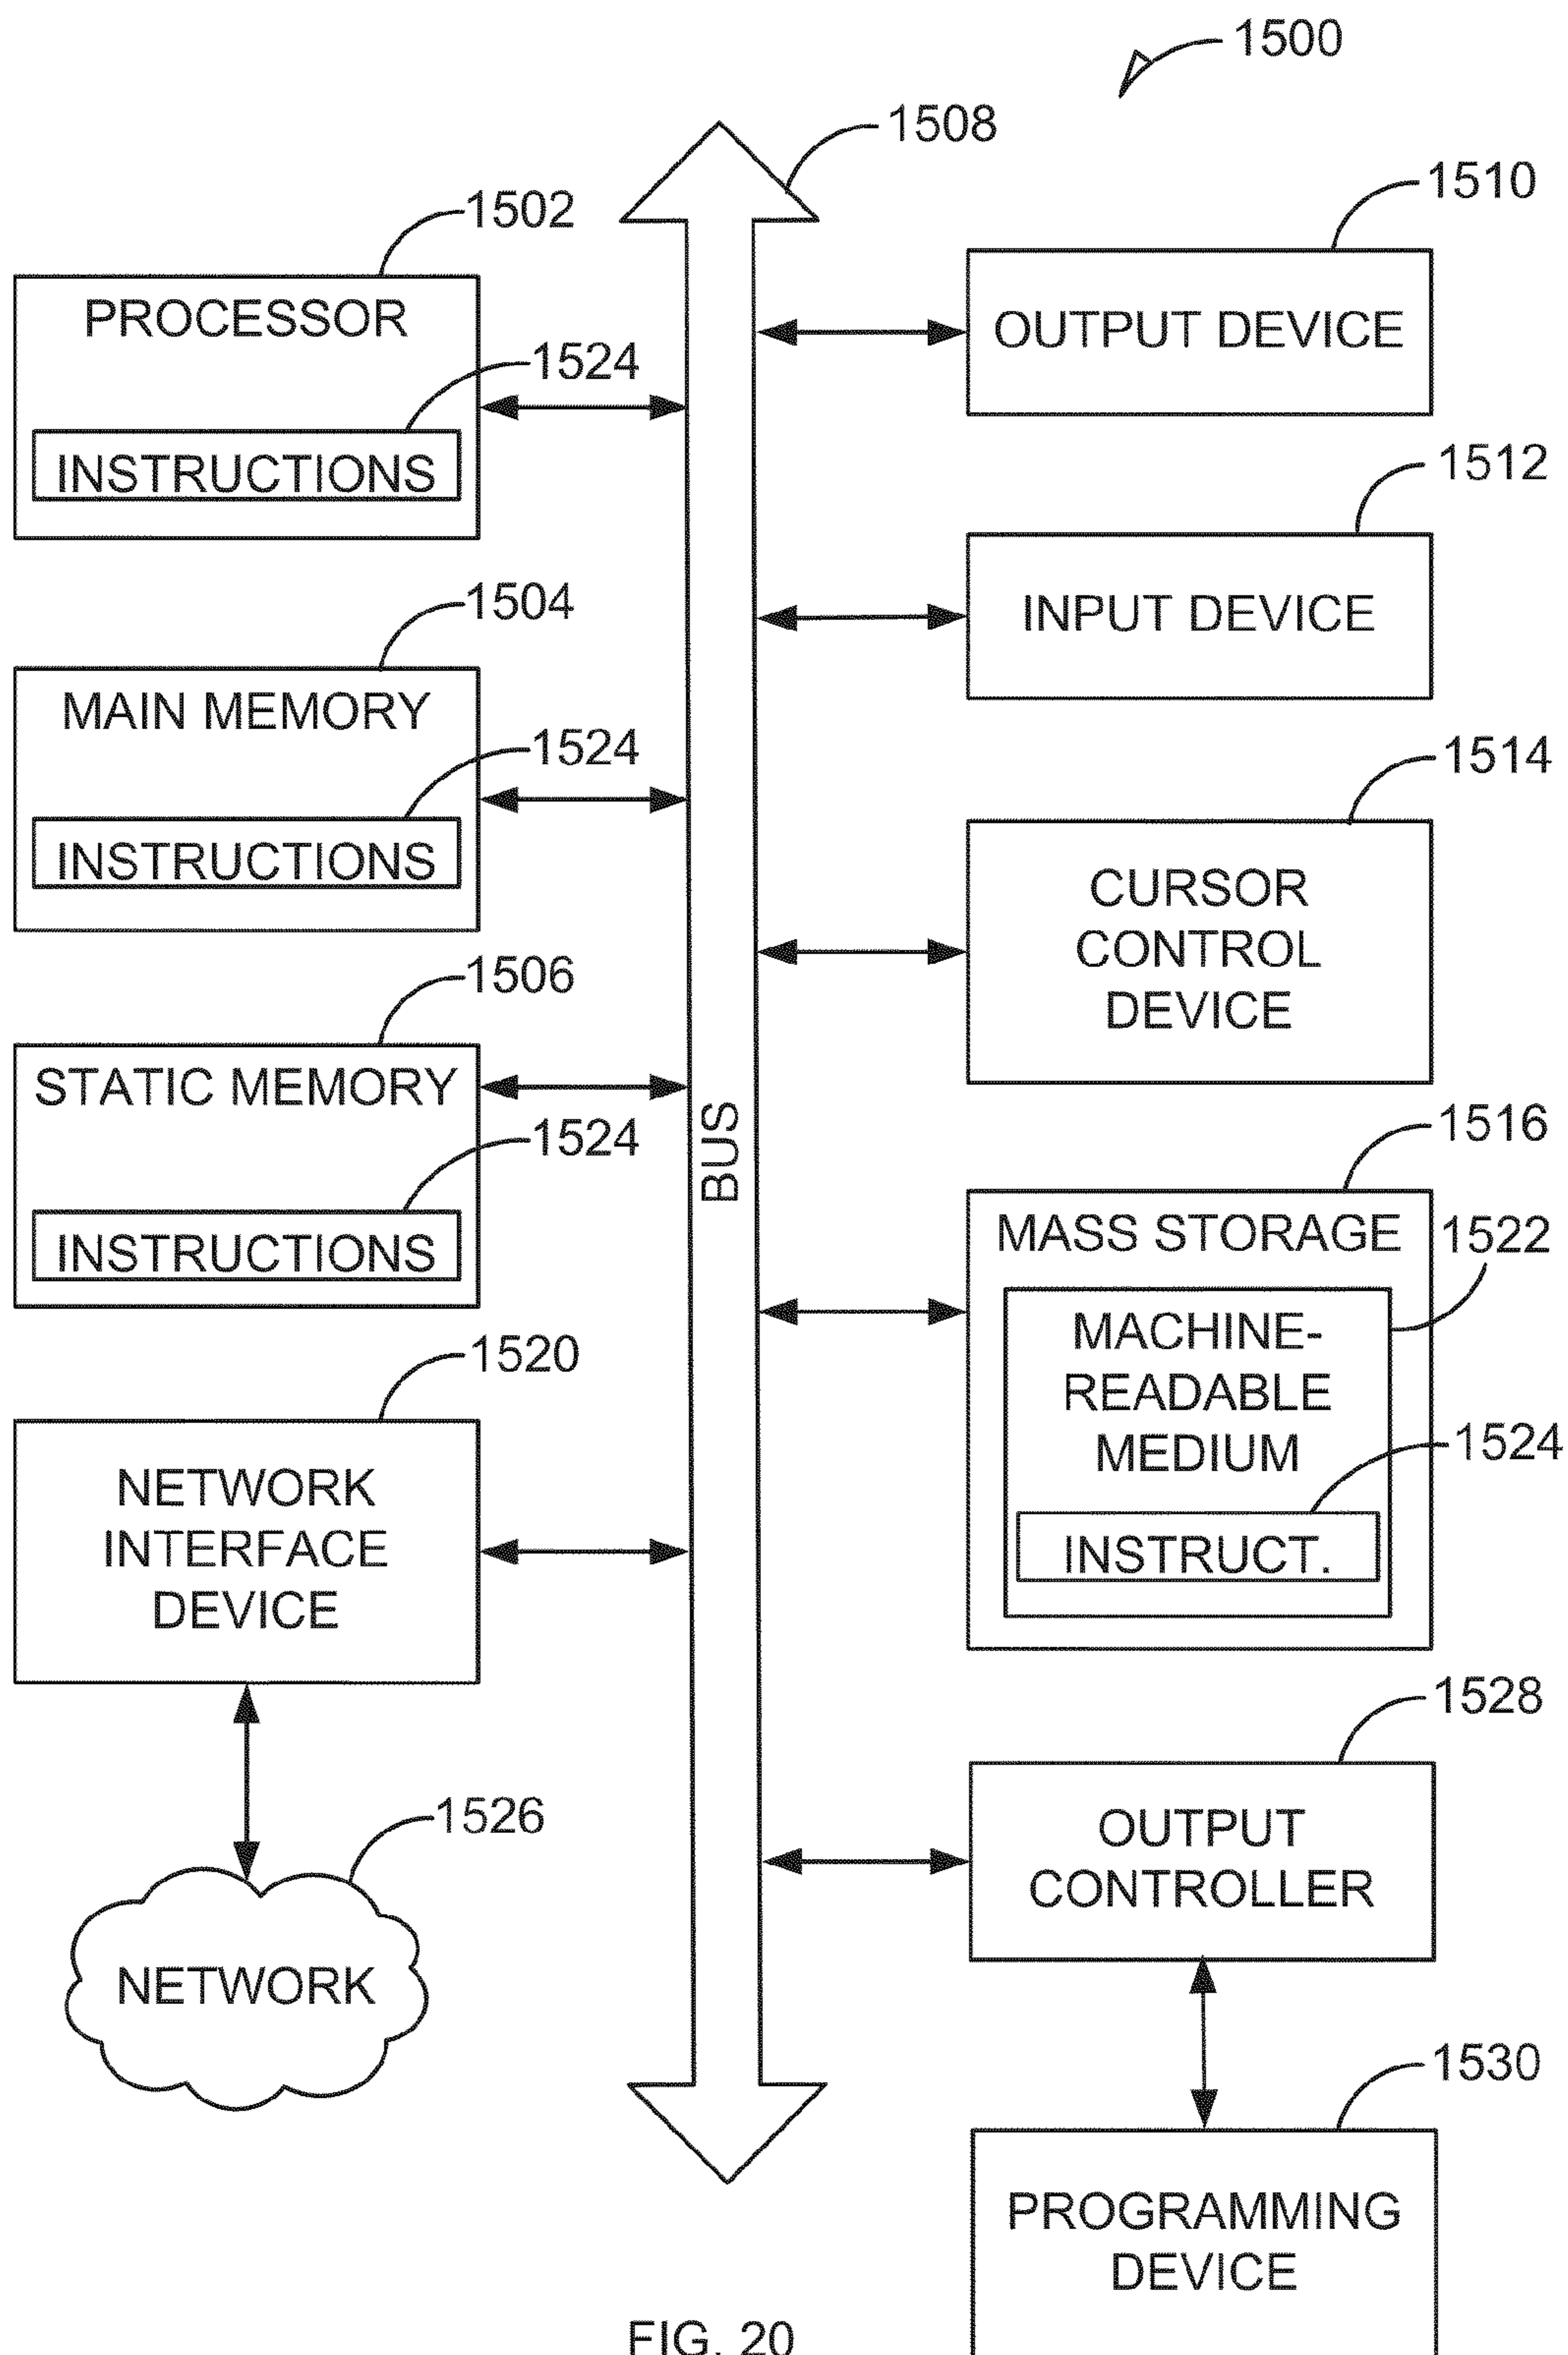 1500
1508
1510
OUTPUT DEVICE
1502
PROCESSOR
1524
INSTRUCTIONS
1512
INPUT DEVICE
1504
MAIN MEMORY
1524
INSTRUCTIONS
1514
CURSOR
CONTROL
DEVICE
1506
STATIC MEMORY
1524
INSTRUCTIONS
BUS
1516
MASS STORAGE
1522
MACHINE-
READABLE
MEDIUM
1524
INSTRUCT.
1520
NETWORK
INTERFACE
DEVICE
1528
OUTPUT
CONTROLLER
1526
NETWORK
1530
PROGRAMMING
DEVICE
FIG. 20